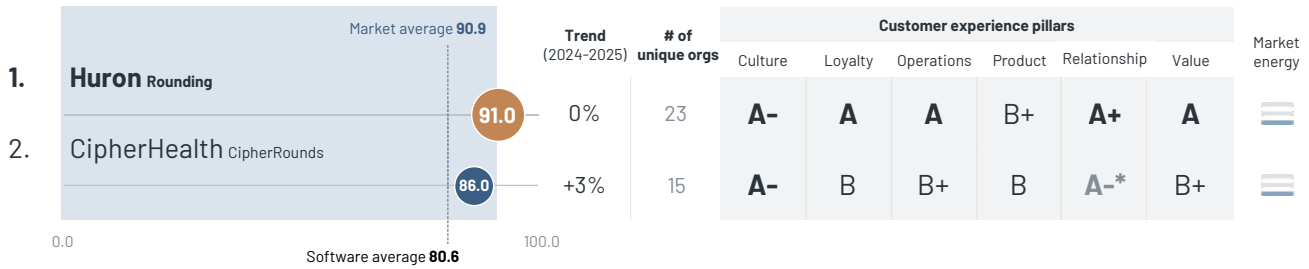 Market average 90.9
Trend
(2024-2025)
# of
unique orgs
Customer experience pillars
Culture Loyalty Operations Product Relationship Value
Market
energy
1. Huron Rounding
91.0 0% 23 A- A A B+ A+ A
2. CipherHealth CipherRounds
86.0 +3% 15 A- B B+ B A-* B+
0.0 100.0
Software average 80.6